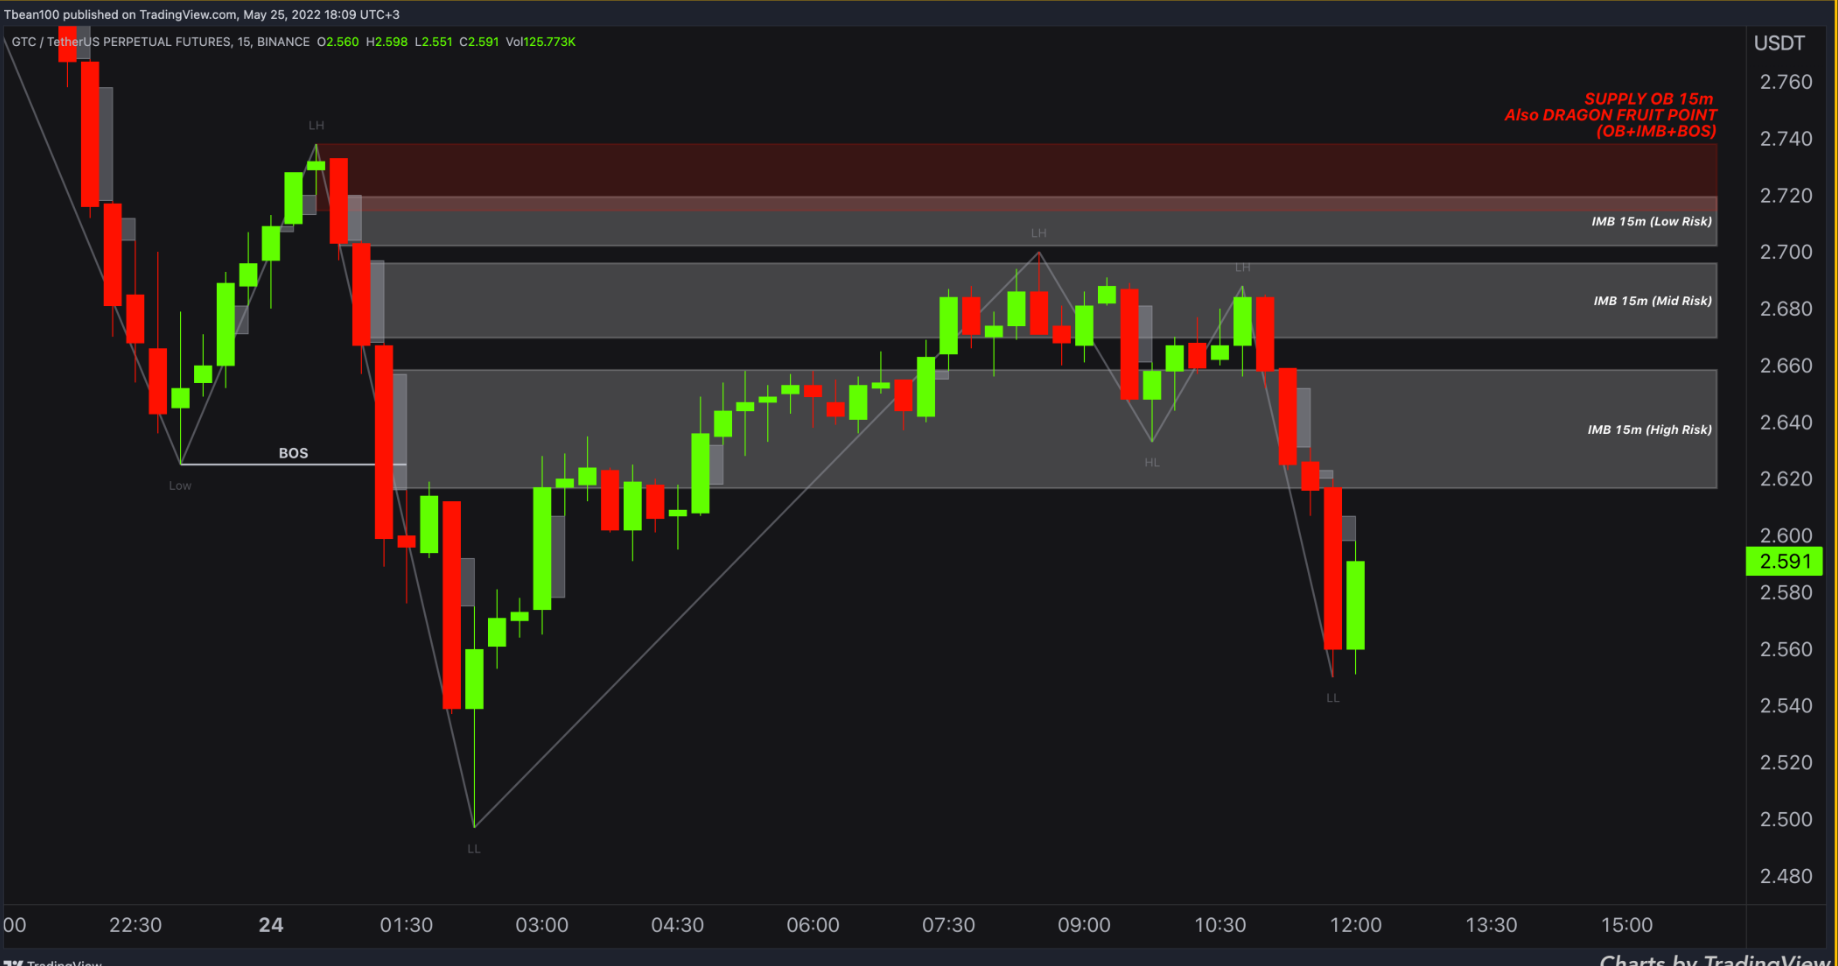 Tbean100 published on TradingView.com, May 25, 2022 18:09 UTC+3
GTC / TetherUS PERPETUAL FUTURES, 15, BINANCE O2.560 H2.598 L2.551 C2.591 Vol125.773K
USDT
2.760
SUPPLY OB 15m
Also DRAGON FRUIT POINT
(OB+IMB+BOS)
LH
2.740
2.720
IMB 15m (Low Risk)
LH
2.700
LH
IMB 15m (Mid Risk)
2.680
2.660
2.640
IMB 15m (High Risk)
BOS
HL
Low
2.620
2.600
2.591
2.580
2.560
LL
2.540
2.520
2.500
LL
2.480
00 22:30 24 01:30 03:00 04:30 06:00 07:30 09:00 10:30 12:00 13:30 15:00
TradingView
Charts by TradingView